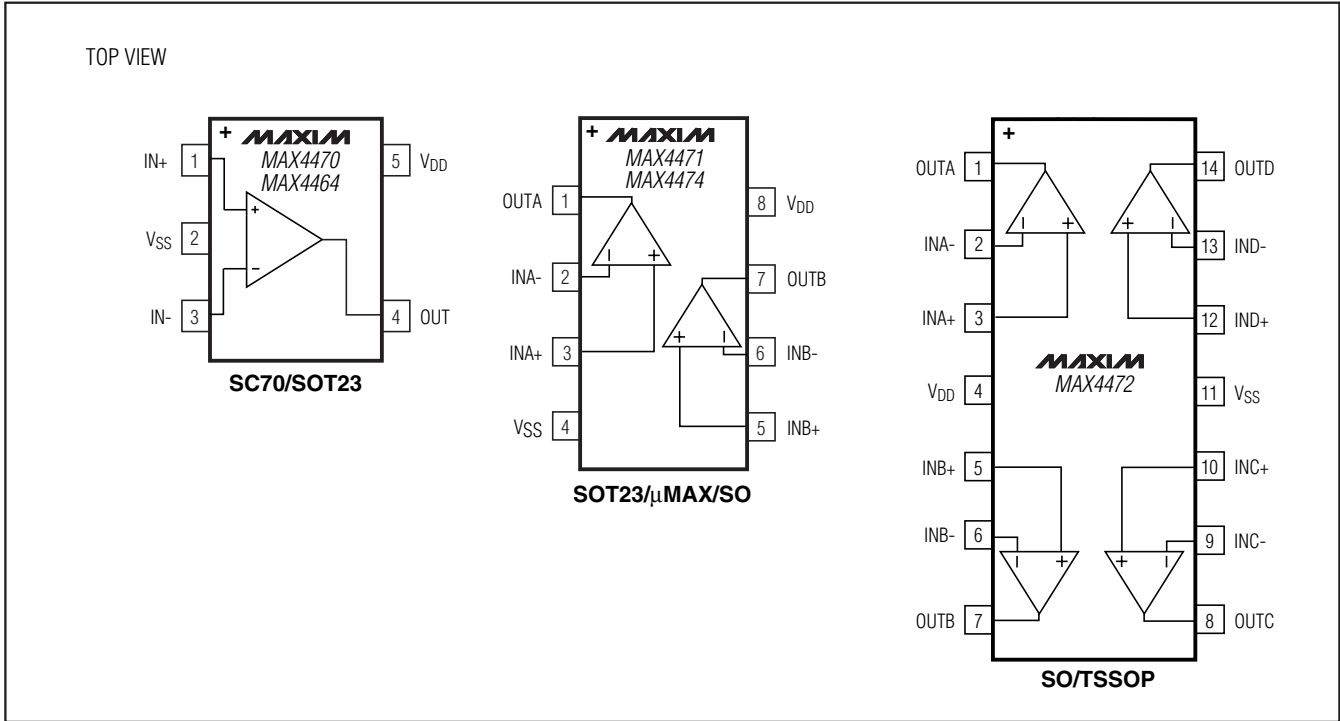 TOP VIEW
+ MAXIM
MAX4470
MAX4464
IN+ 1
5 VDD
VSS 2
IN- 3
4 OUT
+
−
SC70/SOT23
+ MAXIM
MAX4471
MAX4474
OUTA 1
8 VDD
INA- 2
7 OUTB
INA+ 3
6 INB-
VSS 4
5 INB+
− +
+ −
SOT23/µMAX/SO
+
OUTA 1
14 OUTD
INA- 2
13 IND-
INA+ 3
12 IND+
MAXIM
MAX4472
VDD 4
11 VSS
INB+ 5
10 INC+
INB- 6
9 INC-
OUTB 7
8 OUTC
− +
+ −
− +
+ −
SO/TSSOP